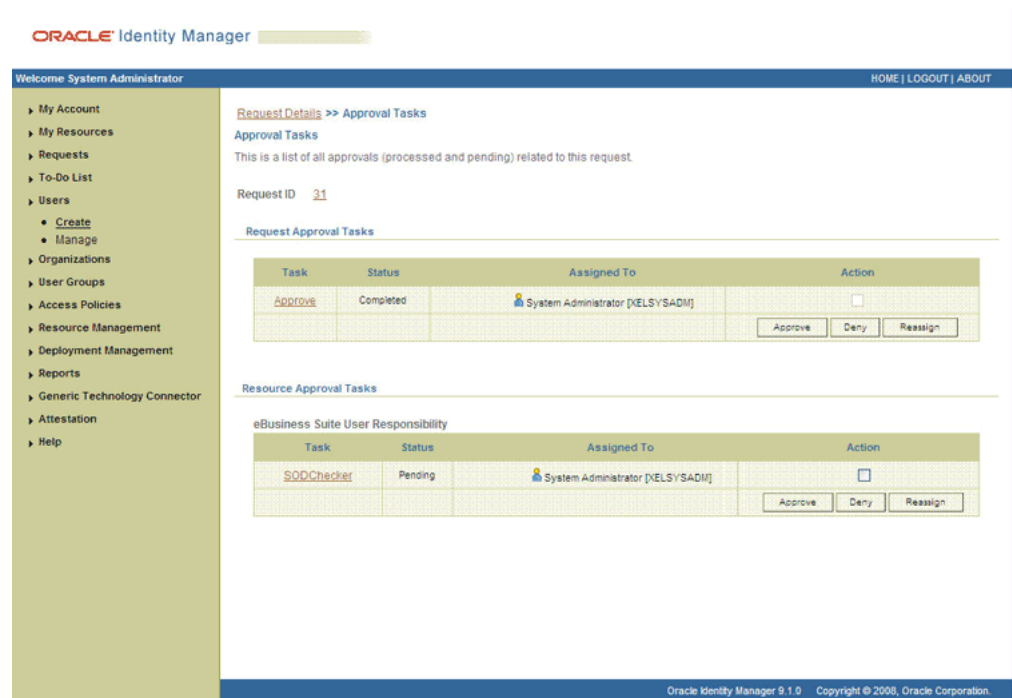 ORACLE Identity Manager
Welcome System Administrator
HOME | LOGOUT | ABOUT
My Account
My Resources
Requests
To-Do List
Users
Create
Manage
Organizations
User Groups
Access Policies
Resource Management
Deployment Management
Reports
Generic Technology Connector
Attestation
Help
Request Details >> Approval Tasks
Approval Tasks
This is a list of all approvals (processed and pending) related to this request.
Request ID 31
Request Approval Tasks
Task Status Assigned To Action
Approve Completed System Administrator [XELSYSADM]
Approve Deny Reassign
Resource Approval Tasks
eBusiness Suite User Responsibility
Task Status Assigned To Action
SODChecker Pending System Administrator [XELSYSADM]
Approve Deny Reassign
Oracle Identity Manager 9.1.0 Copyright © 2008, Oracle Corporation.